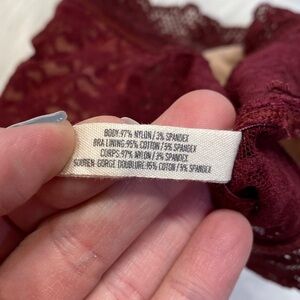 BODY:97% NYLON / 3% SPANDEX
BRA LINING:95% COTTON / 5% SPANDEX
CORPS:97% NYLON / 3% SPANDEX
SOUTIEN-GORGE DOUBLURE:95% COTON / 5% SPANDEX